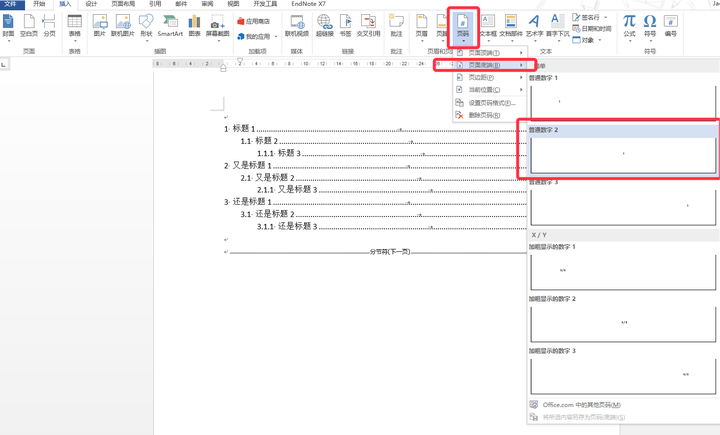 文件 开始 插入 设计 页面布局 引用 邮件 审阅 视图 开发工具 EndNote X7
封面 空白页 分页 表格 图片 联机图片 形状 SmartArt 图表 屏幕截图 应用商店 我的应用 联机视频 超链接 书签 交叉引用 批注 页眉 页脚 页码 文本框 文档部件 艺术字 首字下沉 签名行 日期和时间 对象 公式 符号 编号
页面 表格 插图 加载项 媒体 链接 批注 页眉和页 文本 符号
页面顶端(T)
页面底端(B)
页边距(P)
当前位置(C)
设置页码格式(F)...
删除页码(R)
简单
普通数字 1
普通数字 2
普通数字 3
X / Y
加粗显示的数字 1
加粗显示的数字 2
加粗显示的数字 3
Office.com 中的其他页码(M)
将所选内容另存为页码(底端)(S)
1 标题 1
1.1 标题 2
1.1.1 标题 3
2 又是标题 1
2.1 又是标题 2
2.1.1 又是标题 3
3 还是标题 1
3.1 还是标题 2
3.1.1 还是标题 3
分节符(下一页)